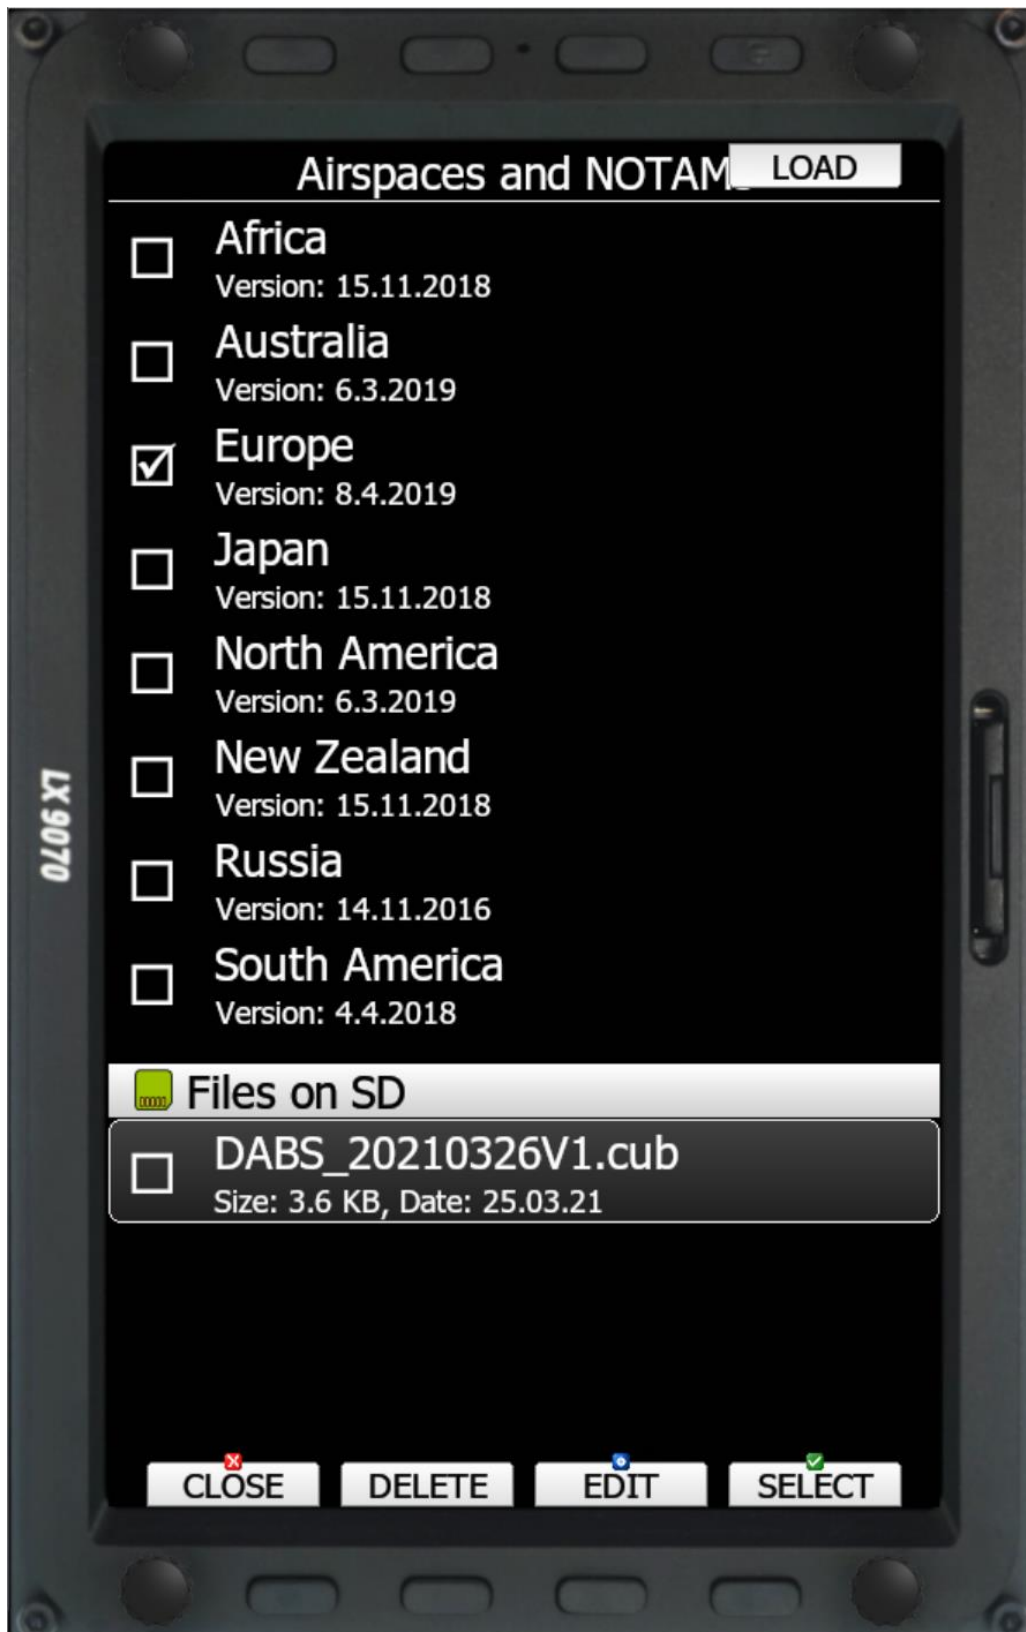 Airspaces and NOTAM
LOAD
Africa
Version: 15.11.2018
Australia
Version: 6.3.2019
Europe
Version: 8.4.2019
Japan
Version: 15.11.2018
North America
Version: 6.3.2019
New Zealand
Version: 15.11.2018
Russia
Version: 14.11.2016
South America
Version: 4.4.2018
LX 9070
Files on SD
DABS_20210326V1.cub
Size: 3.6 KB, Date: 25.03.21
CLOSE
DELETE
EDIT
SELECT